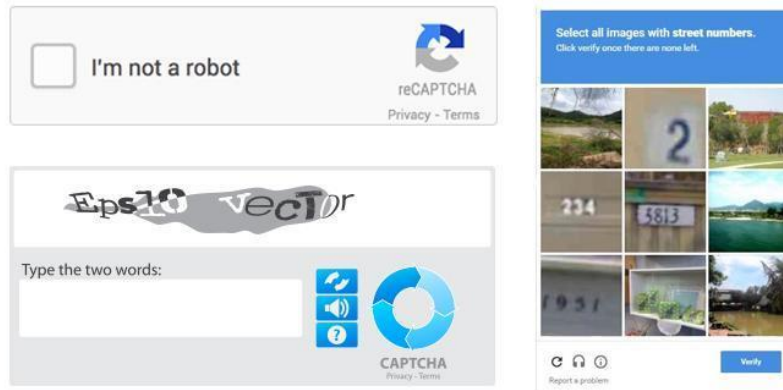 I'm not a robot
reCAPTCHA
Privacy - Terms
Eps10 vector
Type the two words:
?
CAPTCHA
Privacy - Terms
Select all images with street numbers.
Click verify once there are none left.
2
234
5813
1951
Report a problem
Verify